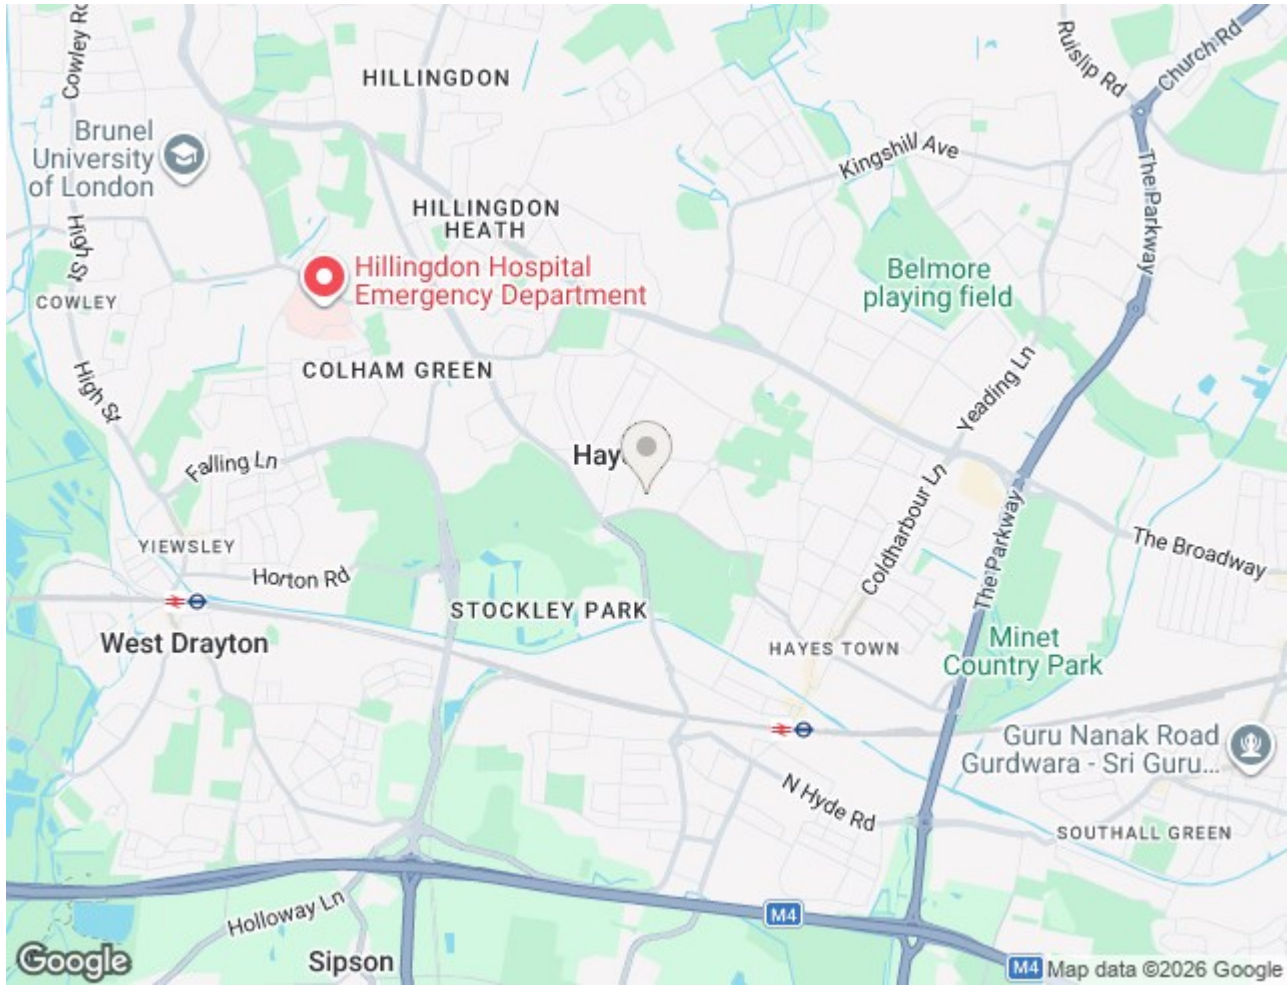 Cowley Rd
Ruislip Rd
Church Rd
HILLINGDON
Brunel
University
of London
Kingshill Ave
The Parkway
HILLINGDON
HEATH
High St
Hillingdon Hospital
Emergency Department
Belmore
playing field
COWLEY
COLHAM GREEN
High St
Yeading Ln
Falling Ln
Hay
Coldharbour Ln
The Parkway
The Broadway
YIEWSLEY
Horton Rd
STOCKLEY PARK
West Drayton
HAYES TOWN
Minet
Country Park
Guru Nanak Road
Gurdwara - Sri Guru...
N Hyde Rd
SOUTHALL GREEN
Holloway Ln
M4
Sipson
Google
M4
Map data ©2026 Google